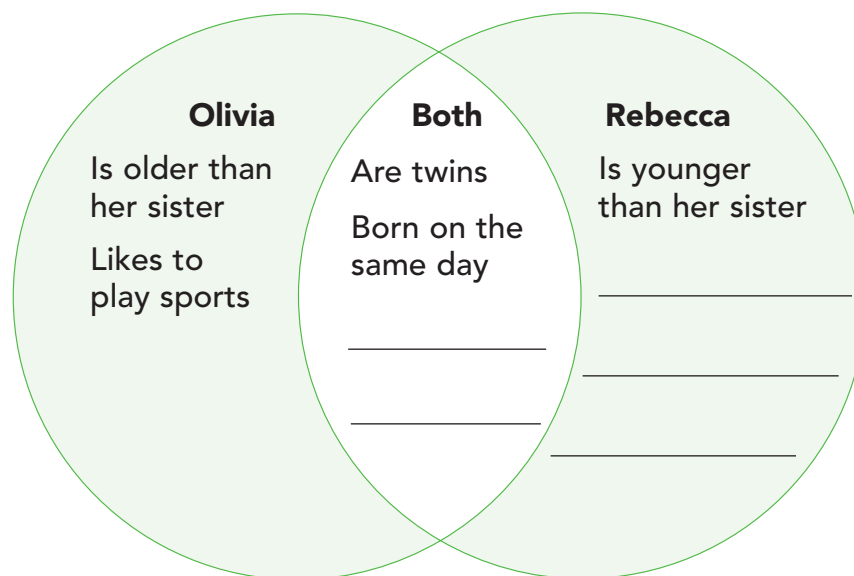 Olivia
Is older than
her sister
Likes to
play sports
Both
Are twins
Born on the
same day
Rebecca
Is younger
than her sister